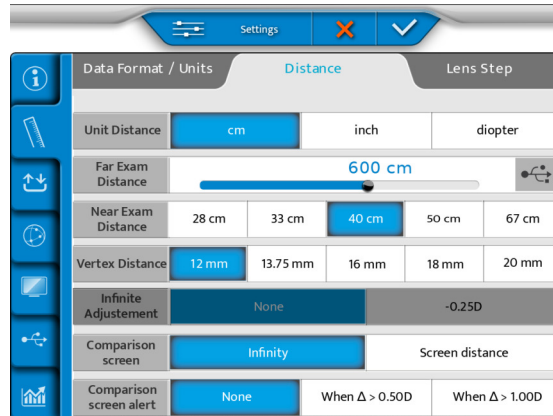 Settings
Data Format / Units Distance Lens Step
Unit Distance cm inch diopter
Far Exam Distance 600 cm
Near Exam Distance 28 cm 33 cm 40 cm 50 cm 67 cm
Vertex Distance 12 mm 13.75 mm 16 mm 18 mm 20 mm
Infinite Adjustement None -0.25D
Comparison screen Infinity Screen distance
Comparison screen alert None When Δ > 0.50D When Δ > 1.00D